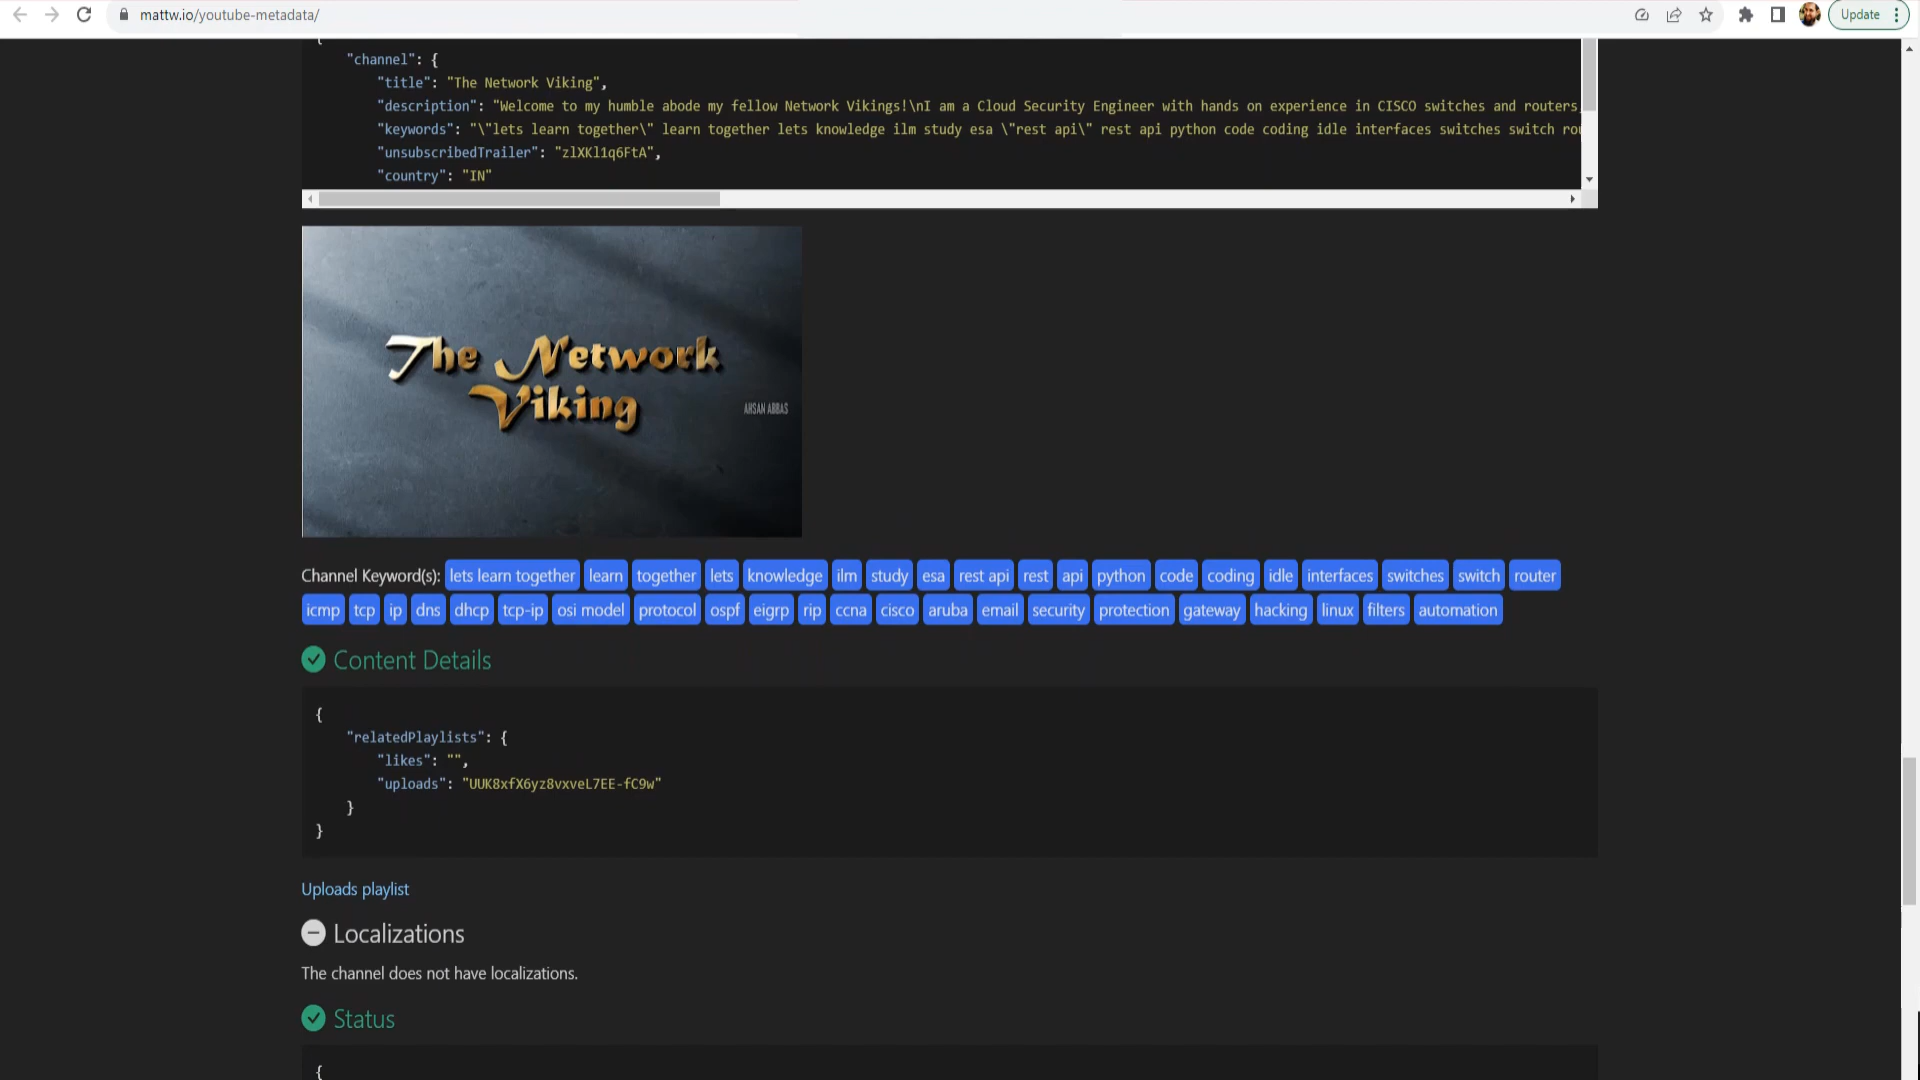 mattw.io/youtube-metadata/
Update
{
"channel": {
"title": "The Network Viking",
"description": "Welcome to my humble abode my fellow Network Vikings!\nI am a Cloud Security Engineer with hands on experience in CISCO switches and routers
"keywords": "\"lets learn together\" learn together lets knowledge ilm study esa \"rest api\" rest api python code coding idle interfaces switches switch rou
"unsubscribedTrailer": "zlXKl1q6FtA",
"country": "IN"
The Network
Viking
AHSAN ABBAS
Channel Keyword(s): lets learn together learn together lets knowledge ilm study esa rest api rest api python code coding idle interfaces switches switch router
icmp tcp ip dns dhcp tcp-ip osi model protocol ospf eigrp rip ccna cisco aruba email security protection gateway hacking linux filters automation
Content Details
{
"relatedPlaylists": {
"likes": "",
"uploads": "UUK8xfX6yz8vxveL7EE-fC9w"
}
}
Uploads playlist
Localizations
The channel does not have localizations.
Status
{